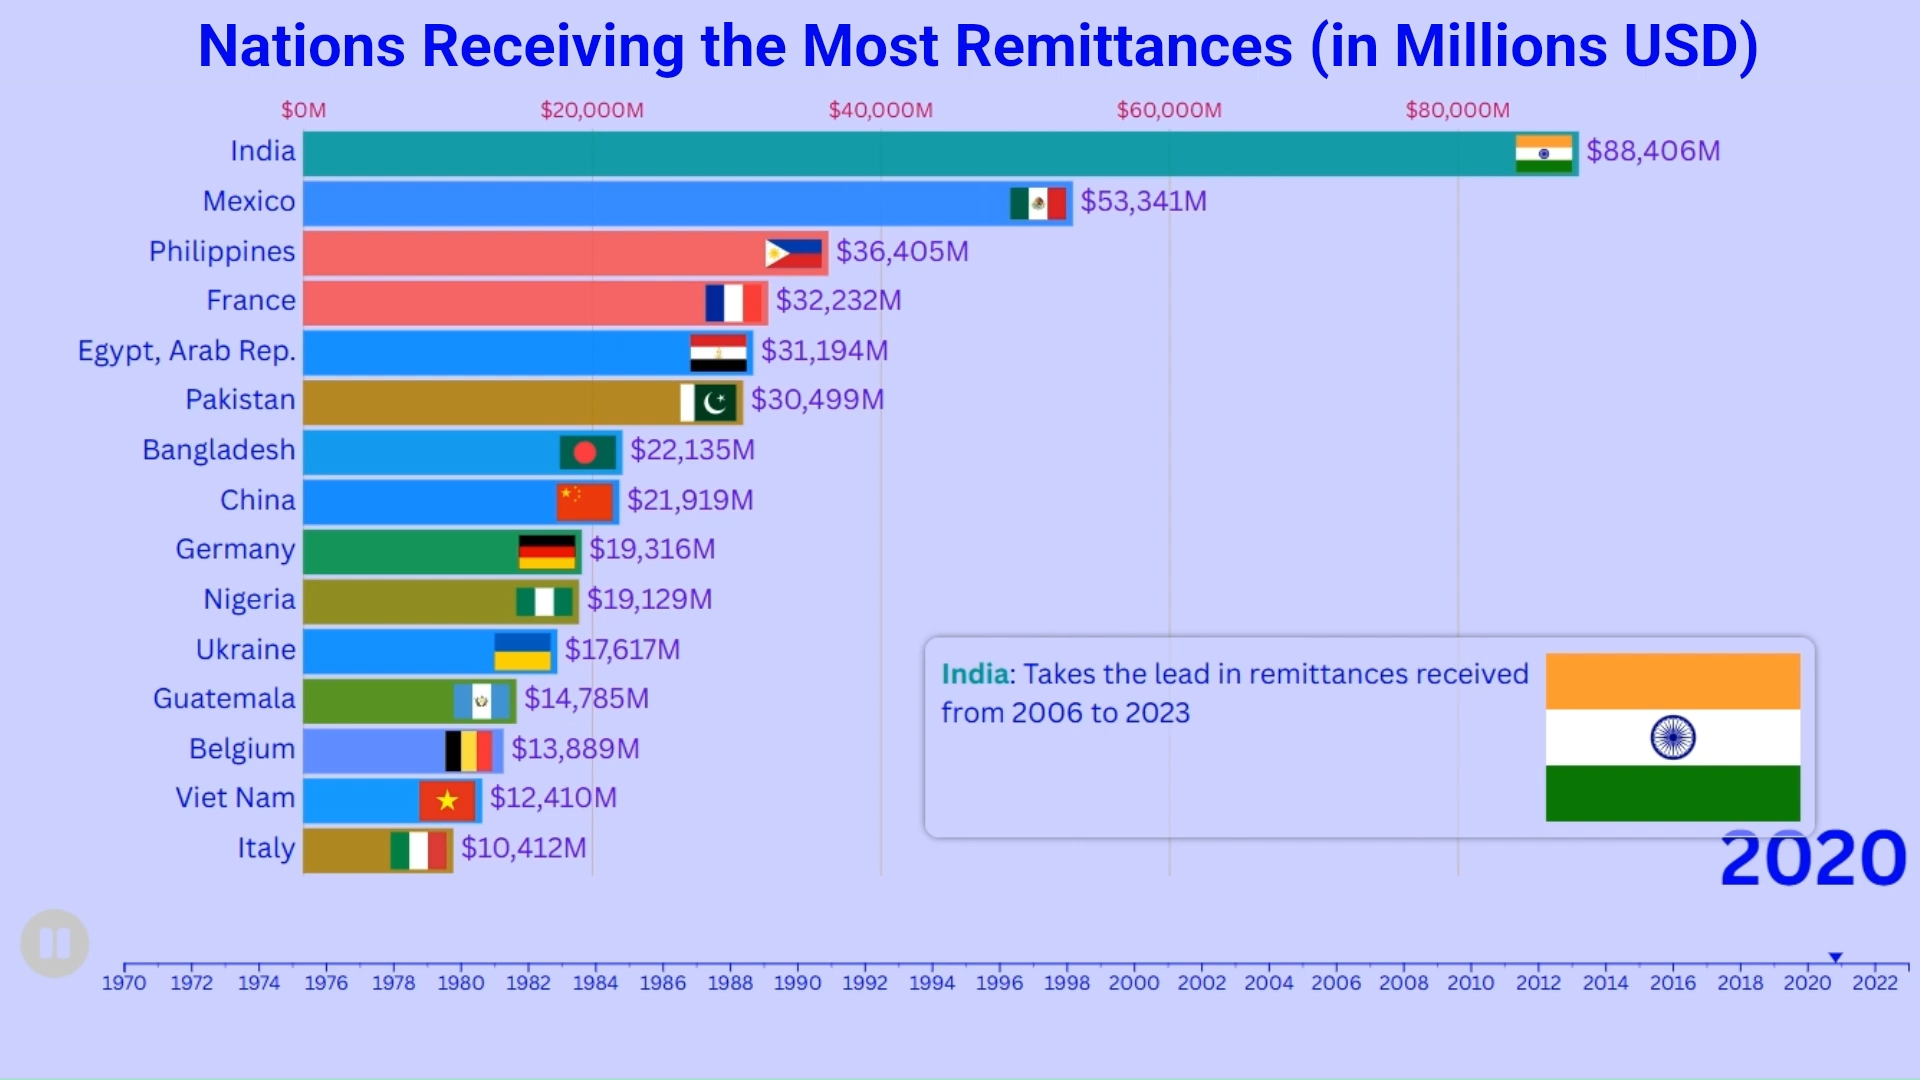 Nations Receiving the Most Remittances (in Millions USD)
$0M $20,000M $40,000M $60,000M $80,000M
India $88,406M
Mexico $53,341M
Philippines $36,405M
France $32,232M
Egypt, Arab Rep. $31,194M
Pakistan $30,499M
Bangladesh $22,135M
China $21,919M
Germany $19,316M
Nigeria $19,129M
Ukraine $17,617M
Guatemala $14,785M
Belgium $13,889M
Viet Nam $12,410M
Italy $10,412M
India: Takes the lead in remittances received
from 2006 to 2023
2020
1970 1972 1974 1976 1978 1980 1982 1984 1986 1988 1990 1992 1994 1996 1998 2000 2002 2004 2006 2008 2010 2012 2014 2016 2018 2020 2022